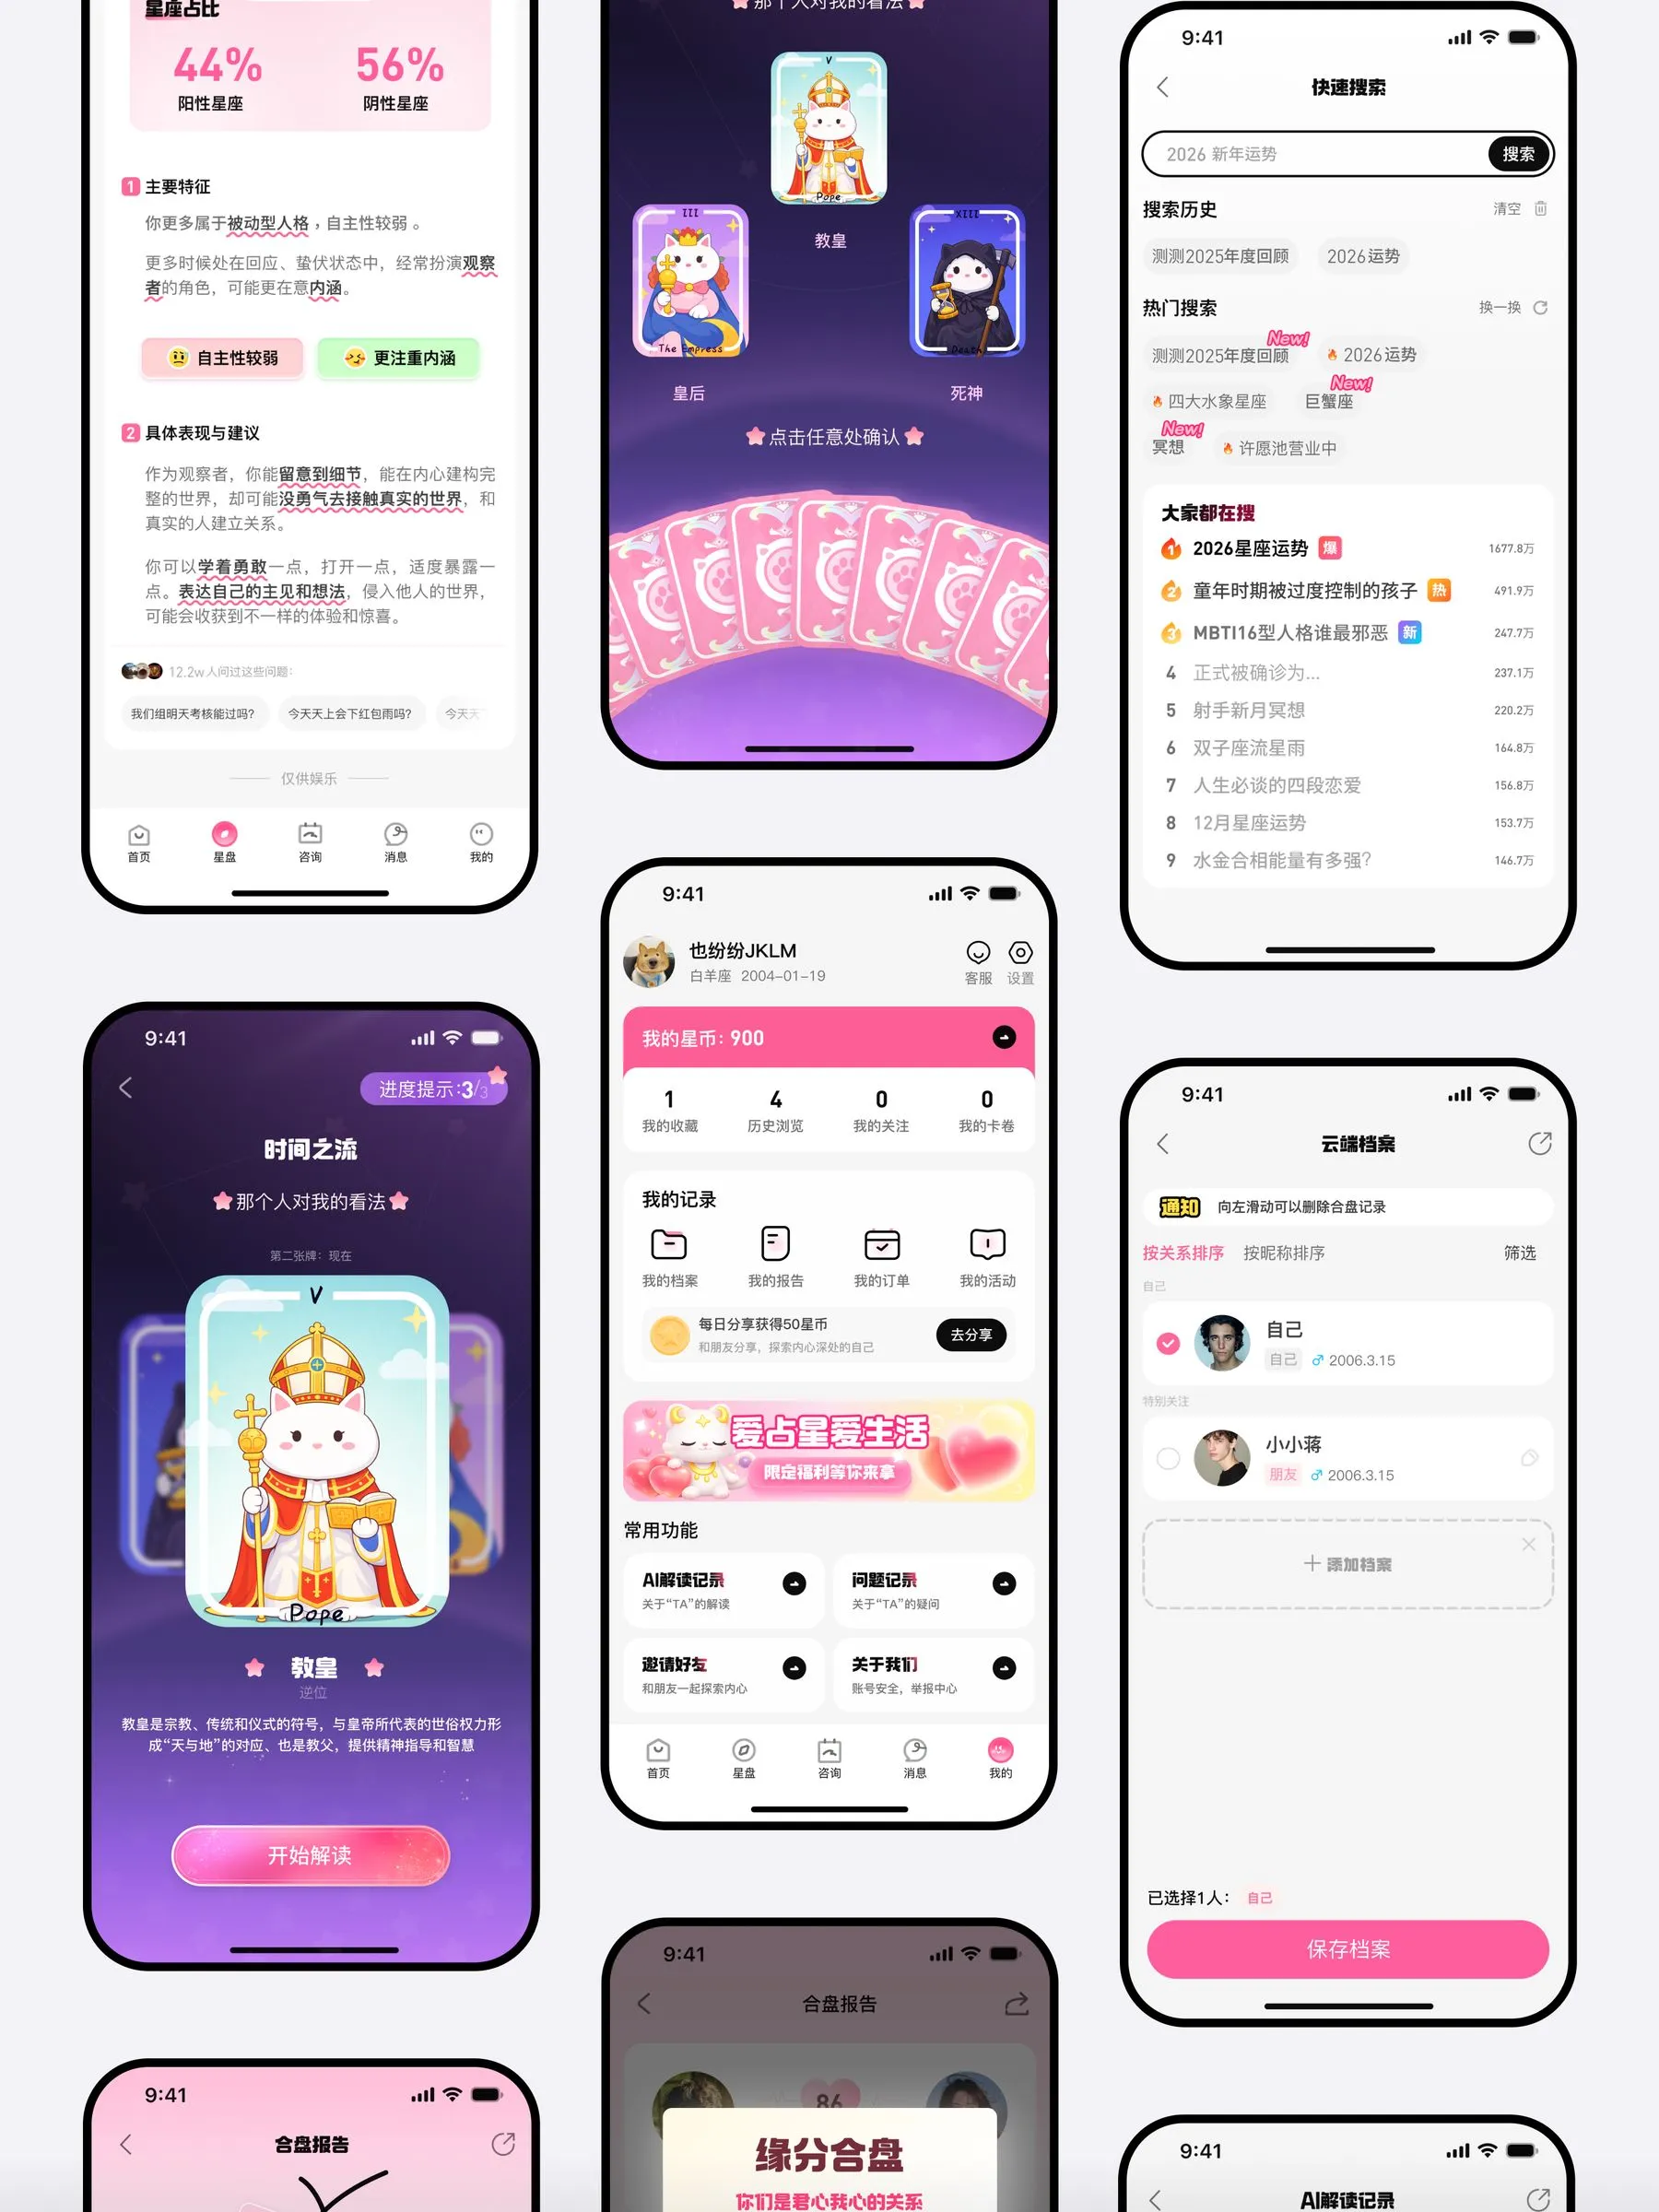 星座占比
44% 56%
阳性星座 阴性星座
1 主要特征
你更多属于被动型人格，自主性较弱。
更多时候处在回应、蛰伏状态中，经常扮演观察
者的角色，可能更在意内涵。
自主性较弱 更注重内涵
2 具体表现与建议
作为观察者，你能留意到细节，能在内心建构完
整的世界，却可能没勇气去接触真实的世界，和
真实的人建立关系。
你可以学着勇敢一点，打开一点，适度暴露一
点。表达自己的主见和想法，侵入他人的世界，
可能会收获到不一样的体验和惊喜。
12.2w人问过这些问题:
我们组明天考核能过吗? 今天天上会下红包雨吗? 今天天
仅供娱乐
首页 星盘 咨询 消息 我的
9:41
进度提示:3/3
时间之流
那个人对我的看法
第二张牌：现在
V
Pope
教皇
逆位
教皇是宗教、传统和仪式的符号，与皇帝所代表的世俗权力形
成“天与地”的对应、也是教父，提供精神指导和智慧
开始解读
9:41
合盘报告
那个人对我的看法
V
Pope
教皇
III
The Empress
皇后
XIII
Death
死神
点击任意处确认
9:41
也纷纷JKLM
白羊座 2004-01-19
客服 设置
我的星币：900
1 4 0 0
我的收藏 历史浏览 我的关注 我的卡卷
我的记录
我的档案 我的报告 我的订单 我的活动
每日分享获得50星币
和朋友分享，探索内心深处的自己
去分享
爱占星爱生活
限定福利等你来拿
常用功能
AI解读记录 问题记录
关于“TA”的解读 关于“TA”的疑问
邀请好友 关于我们
和朋友一起探索内心 账号安全，举报中心
首页 星盘 咨询 消息 我的
9:41
合盘报告
86
缘分合盘
你们是君心我心的关系
9:41
快速搜索
2026 新年运势 搜索
搜索历史 清空
测测2025年度回顾 2026运势
热门搜索 换一换
测测2025年度回顾 New! 2026运势
四大水象星座 巨蟹座 New!
冥想 New! 许愿池营业中
大家都在搜
1 2026星座运势 爆 1677.8万
2 童年时期被过度控制的孩子 热 491.9万
3 MBTI16型人格谁最邪恶 新 247.7万
4 正式被确诊为... 237.1万
5 射手新月冥想 220.2万
6 双子座流星雨 164.8万
7 人生必谈的四段恋爱 156.8万
8 12月星座运势 153.7万
9 水金合相能量有多强? 146.7万
9:41
云端档案
通知 向左滑动可以删除合盘记录
按关系排序 按昵称排序 筛选
自己
自己
自己 ♂ 2006.3.15
特别关注
小小蒋
朋友 ♂ 2006.3.15
+ 添加档案
已选择1人： 自己
保存档案
9:41
AI解读记录